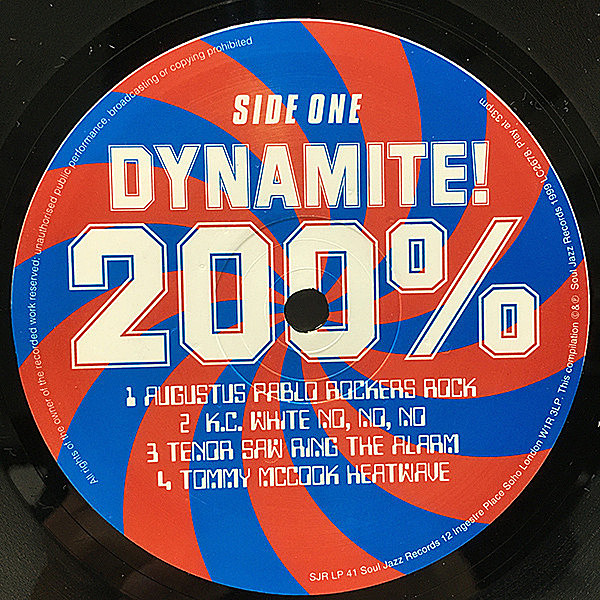 SIDE ONE
DYNAMITE!
200%
1 AUGUSTUS PABLO ROCKERS ROCK
2 K.C. WHITE NO, NO, NO
3 TENOR SAW RING THE ALARM
4. TOMMY MCCOOK HEATWAVE
All rights of the owner of the recorded work reserved; unauthorised public performance, broadcasting or copying prohibited
SJR LP 41 Soul Jazz Records 12 Ingestre Place Soho London W1R 3LP. This compilation ©&℗ Soul Jazz Records 1999 (C2678. Play at 33rpm